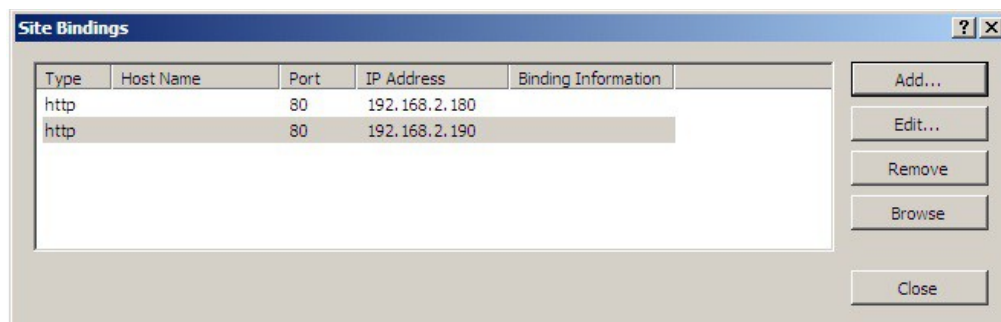 Site Bindings
Type Host Name Port IP Address Binding Information
http 80 192.168.2.180
http 80 192.168.2.190
Add...
Edit...
Remove
Browse
Close